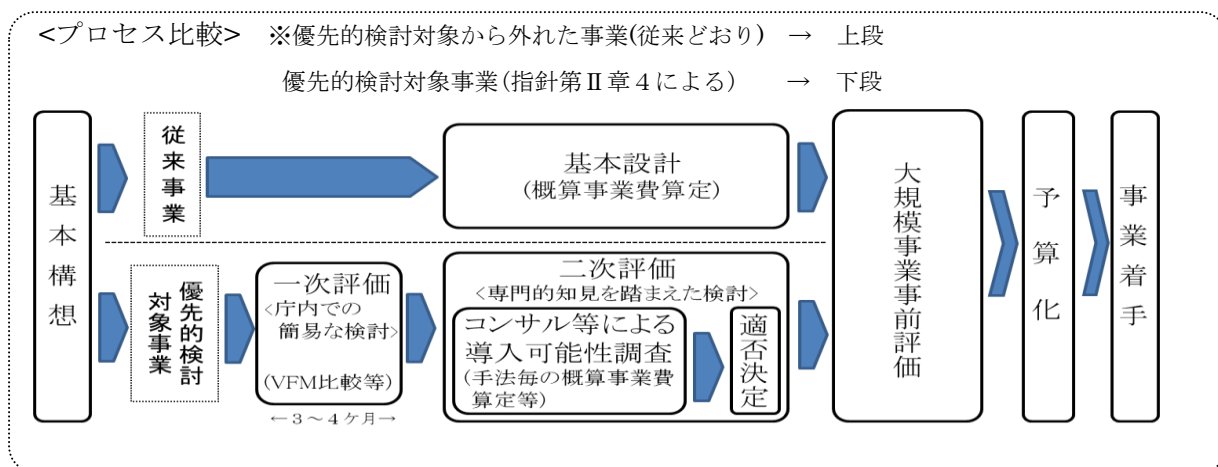 <プロセス比較> ※優先的検討対象から外れた事業(従来どおり) → 上段
優先的検討対象事業(指針第Ⅱ章4による) → 下段
基本構想
従来事業
基本設計
(概算事業費算定)
優先的検討
対象事業
一次評価
<庁内での
簡易な検討>
(VFM比較等)
←3～4ケ月→
二次評価
<専門的知見を踏まえた検討>
コンサル等による
導入可能性調査
(手法毎の概算事業費
算定等)
適否決定
大規模事業事前評価
予算化
事業着手